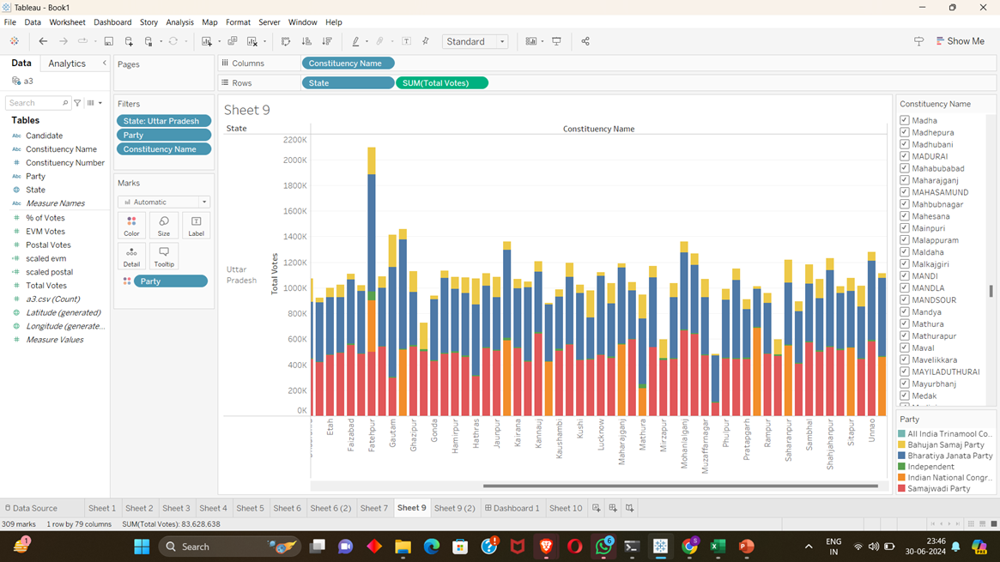 Tableau - Book1
File Data Worksheet Dashboard Story Analysis Map Format Server Window Help
Standard
Show Me
Data Analytics
a3
Search
Tables
Candidate
Constituency Name
Constituency Number
Party
State
Measure Names
% of Votes
EVM Votes
Postal Votes
scaled evm
scaled postal
Total Votes
a3.csv (Count)
Latitude (generated)
Longitude (generate...
Measure Values
Pages
Filters
State: Uttar Pradesh
Party
Constituency Name
Marks
Automatic
Color Size Label
Detail Tooltip
Party
Columns Constituency Name
Rows State SUM(Total Votes)
Sheet 9
State Constituency Name
Uttar
Pradesh
Total Votes
2200K
2000K
1800K
1600K
1400K
1200K
1000K
800K
600K
400K
200K
0K
Etah
Faizabad
Fatehpur
Gautam
Ghazipur
Gonda
Hamirpur
Hathras
Jaunpur
Kairana
Kannauj
Kaushambi
Kushi
Lucknow
Maharajganj
Mathura
Mirzapur
Mohanlalganj
Muzaffarnagar
Phulpur
Pratapgarh
Rampur
Saharanpur
Sambhal
Shahjahanpur
Sitapur
Unnao
Constituency Name
Madha
Madhepura
Madhubani
MADURAI
Mahabubabad
Maharajganj
MAHASAMUND
Mahbubnagar
Mahesana
Mainpuri
Malappuram
Maldaha
Malkajgiri
MANDI
MANDLA
MANDSOUR
Mandya
Mathura
Mathurapur
Maval
Mavelikkara
MAYILADUTHURAI
Mayurbhanj
Medak
Party
All India Trinamool Co...
Bahujan Samaj Party
Bharatiya Janata Party
Independent
Indian National Congr...
Samajwadi Party
Data Source Sheet 1 Sheet 2 Sheet 3 Sheet 4 Sheet 5 Sheet 6 Sheet 6 (2) Sheet 7 Sheet 9 Sheet 9 (2) Dashboard 1 Sheet 10
309 marks 1 row by 79 columns SUM(Total Votes): 83,628,638
1
Search
6
ENG
IN
23:46
30-06-2024